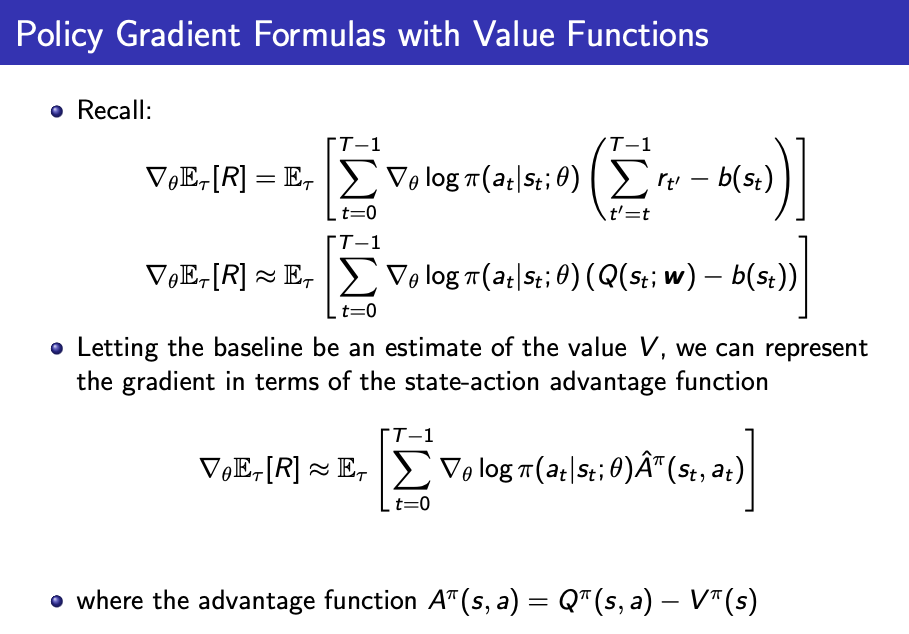 Policy Gradient Formulas with Value Functions
• Recall:
$\nabla_\theta \mathbb{E}_\tau[R] = \mathbb{E}_\tau \left[ \sum_{t=0}^{T-1} \nabla_\theta \log \pi(a_t|s_t;\theta) \left( \sum_{t'=t}^{T-1} r_{t'} - b(s_t) \right) \right]$
$\nabla_\theta \mathbb{E}_\tau[R] \approx \mathbb{E}_\tau \left[ \sum_{t=0}^{T-1} \nabla_\theta \log \pi(a_t|s_t;\theta) \left( Q(s_t;\boldsymbol{w}) - b(s_t) \right) \right]$
• Letting the baseline be an estimate of the value $V$, we can represent
the gradient in terms of the state-action advantage function
$\nabla_\theta \mathbb{E}_\tau[R] \approx \mathbb{E}_\tau \left[ \sum_{t=0}^{T-1} \nabla_\theta \log \pi(a_t|s_t;\theta) \hat{A}^\pi(s_t, a_t) \right]$
• where the advantage function $A^\pi(s, a) = Q^\pi(s, a) - V^\pi(s)$